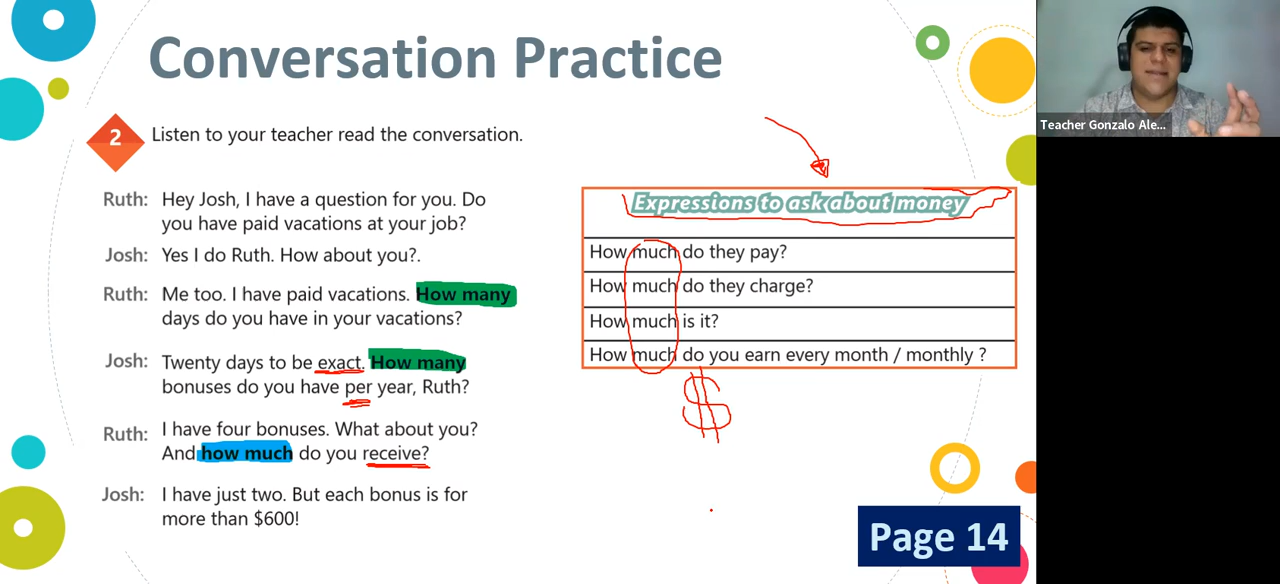 Conversation Practice
2
Listen to your teacher read the conversation.
Ruth: Hey Josh, I have a question for you. Do
you have paid vacations at your job?
Josh: Yes I do Ruth. How about you?.
Ruth: Me too. I have paid vacations. How many
days do you have in your vacations?
Josh: Twenty days to be exact. How many
bonuses do you have per year, Ruth?
Ruth: I have four bonuses. What about you?
And how much do you receive?
Josh: I have just two. But each bonus is for
more than $600!
Expressions to ask about money
How much do they pay?
How much do they charge?
How much is it?
How much do you earn every month / monthly ?
$
Page 14
Teacher Gonzalo Ale...